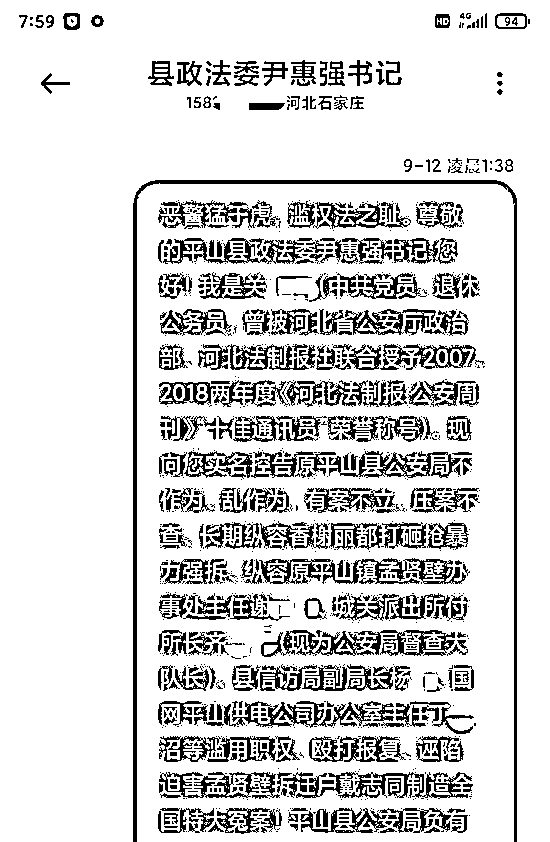 7:59 HD 4G 94
县政法委尹惠强书记
158 河北石家庄
9-12 凌晨1:38
恶警猛于虎。滥权法之耻。尊敬
的平山县政法委尹惠强书记:您
好!我是关 (中共党员、退休
公务员,曾被河北省公安厅政治
部、河北法制报社联合授予2007、
2018两年度《河北法制报公安周
刊》“十佳通讯员”荣誉称号)。现
向您实名控告原平山县公安局不
作为、乱作为、有案不立、压案不
查、长期纵容香榭丽都打砸抢暴
力强拆、纵容原平山镇孟贤壁办
事处主任谢 、城关派出所付
所长齐 (现为公安局督查大
队长)、县信访局副局长杨 、国
网平山供电公司办公室主任丁
沼等滥用职权、殴打报复、诬陷
迫害孟贤壁拆迁户戴志同制造全
国特大冤案!平山县公安局负有